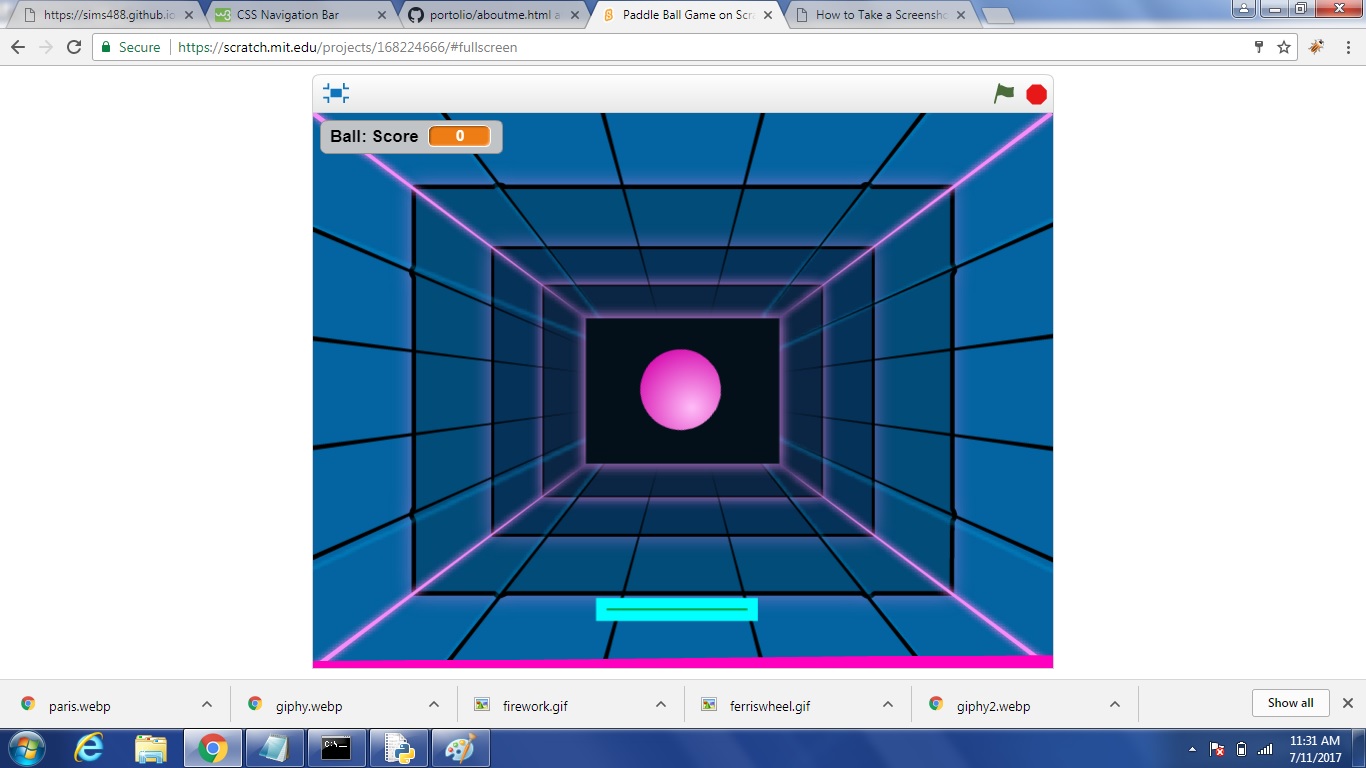 https://sims488.github.io
CSS Navigation Bar
portolio/aboutme.html a
Paddle Ball Game on Scr
How to Take a Screensho
Secure
https://scratch.mit.edu/projects/168224666/#fullscreen
Ball: Score 0
paris.webp
giphy.webp
firework.gif
ferriswheel.gif
giphy2.webp
Show all
C:\
11:31 AM
7/11/2017